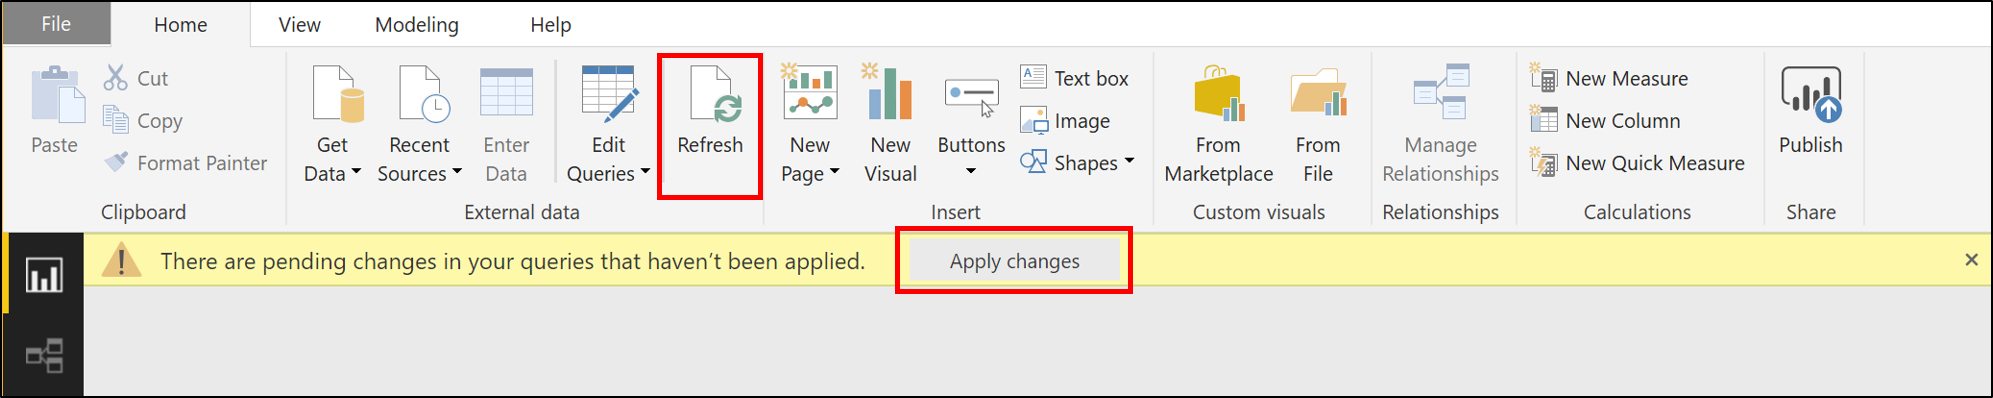 File
Home
View
Modeling
Help
Paste
Cut
Copy
Format Painter
Clipboard
Get
Data
Recent
Sources
Enter
Data
Edit
Queries
Refresh
External data
New
Page
New
Visual
Buttons
Text box
Image
Shapes
Insert
From
Marketplace
From
File
Custom visuals
Manage
Relationships
Relationships
New Measure
New Column
New Quick Measure
Calculations
Publish
Share
There are pending changes in your queries that haven’t been applied.
Apply changes